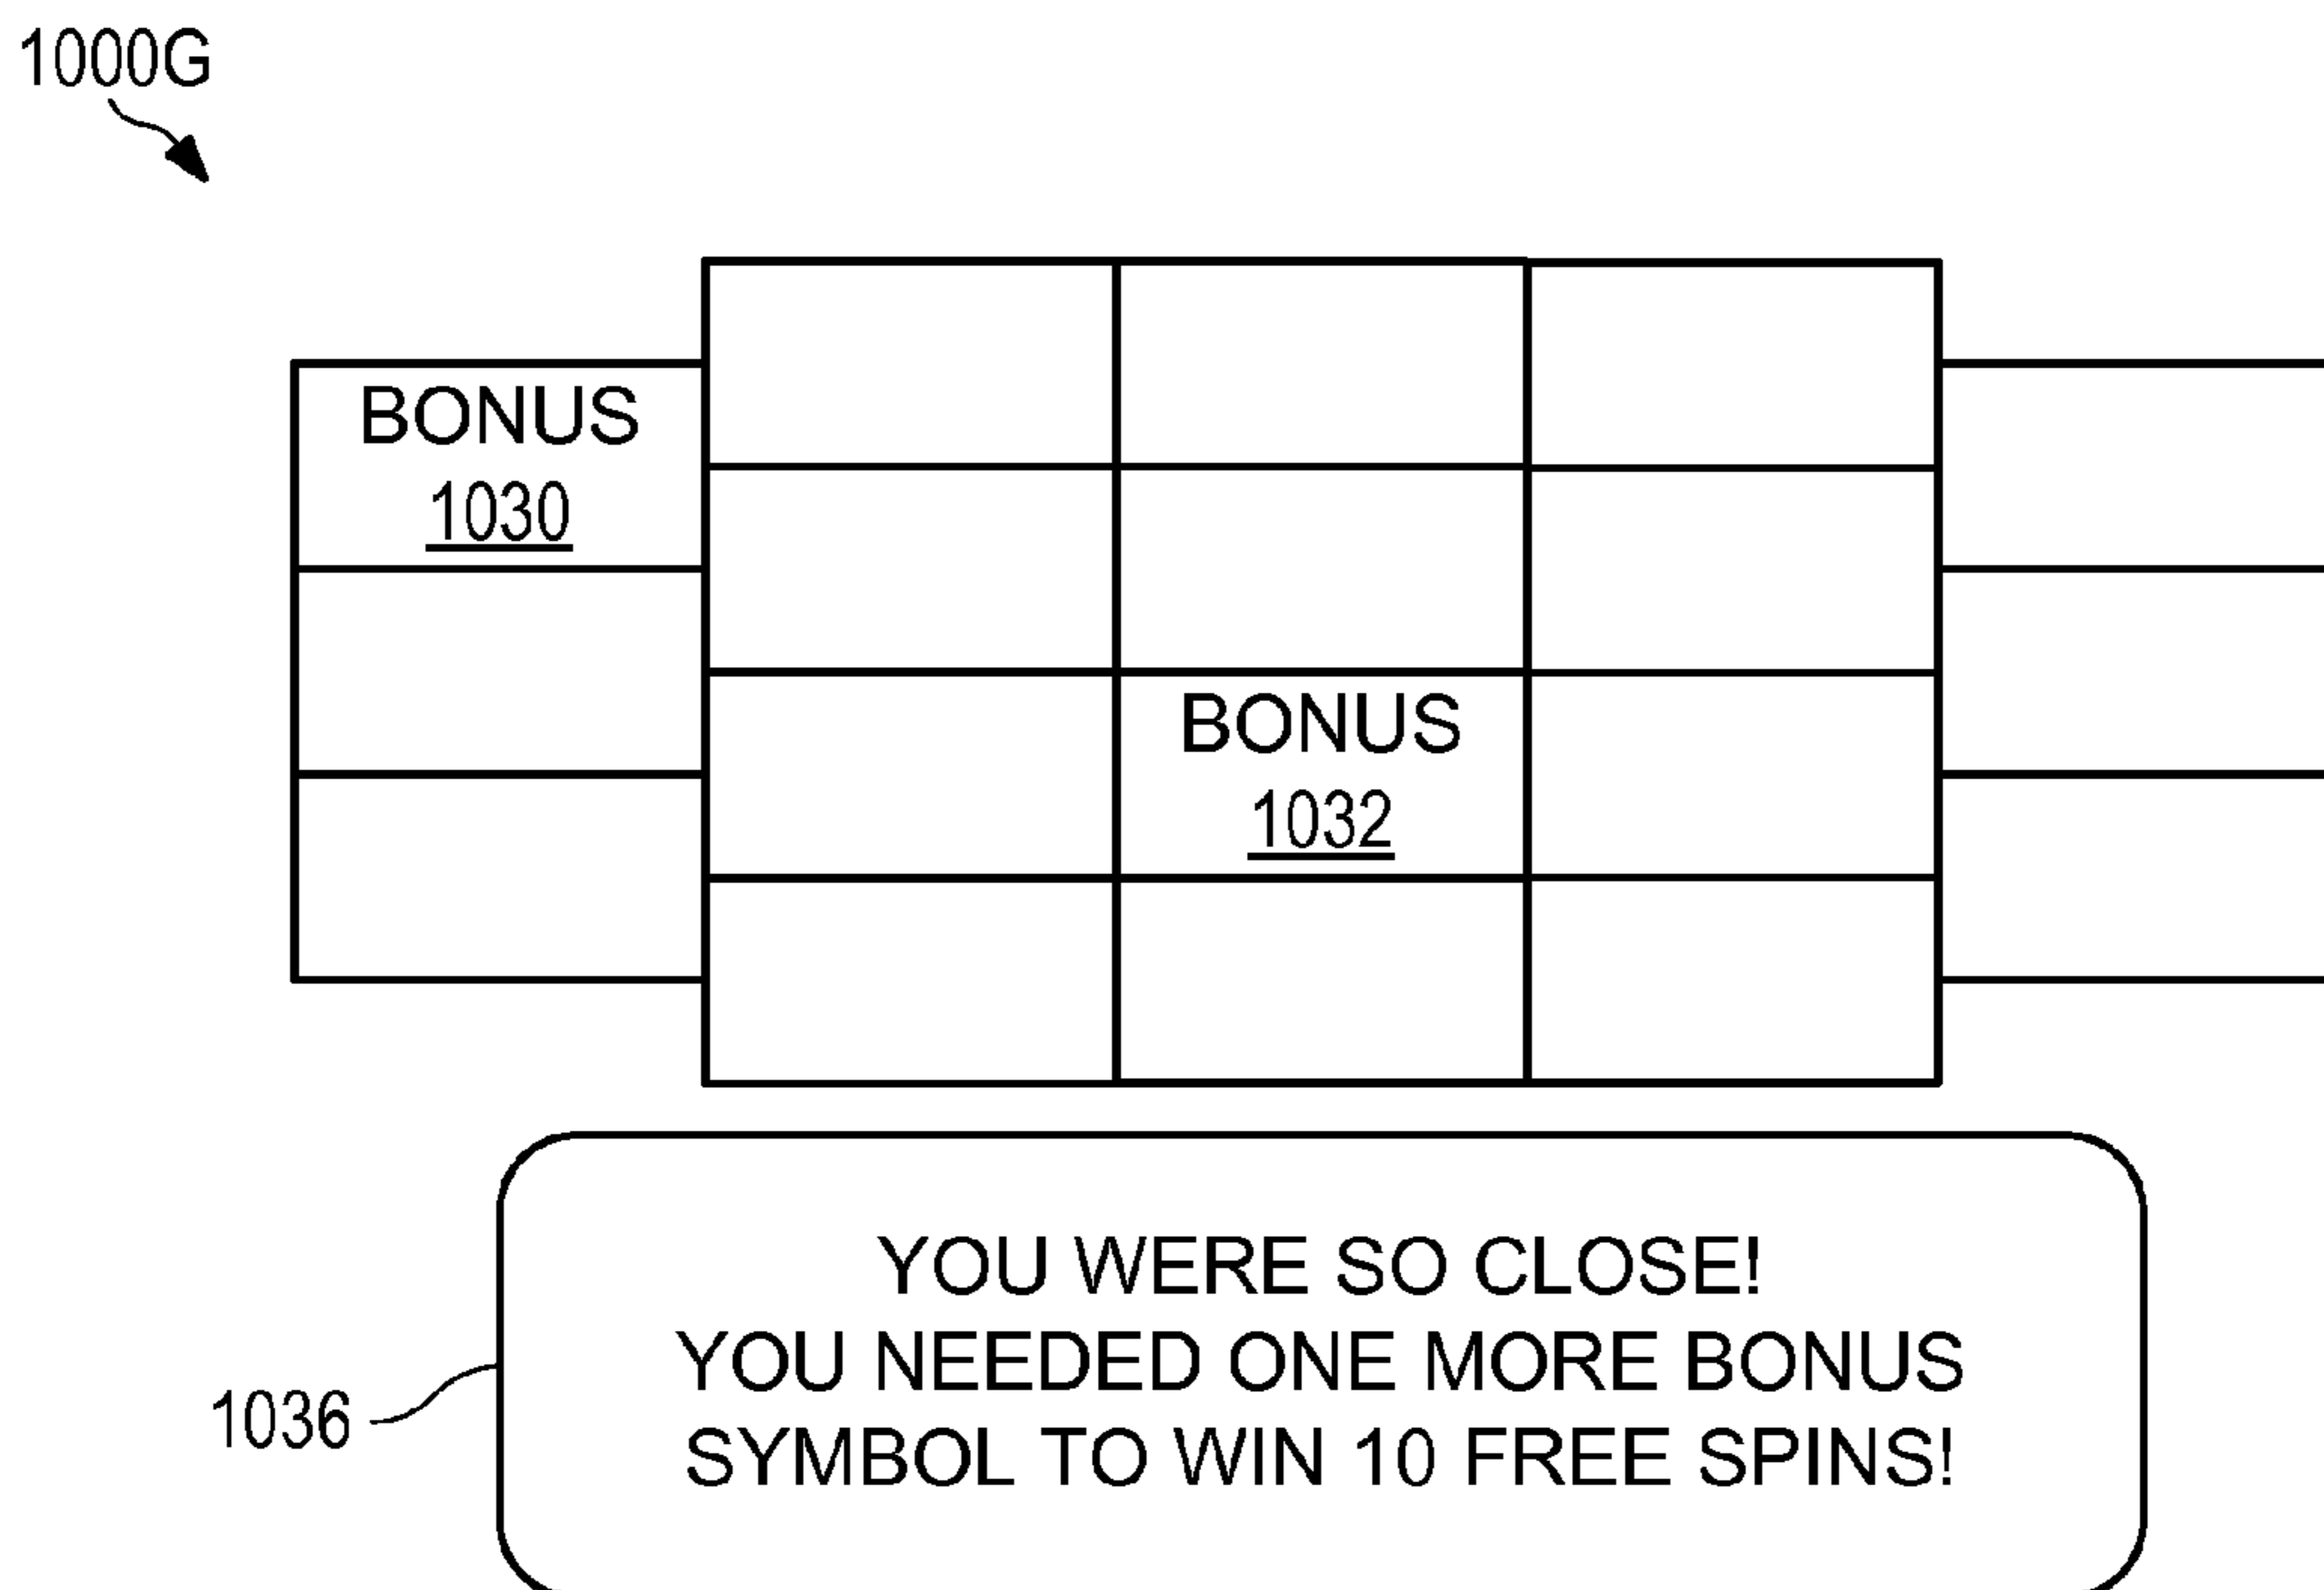 1000G
BONUS
1030
BONUS
1032
YOU WERE SO CLOSE!
YOU NEEDED ONE MORE BONUS
SYMBOL TO WIN 10 FREE SPINS!
1036